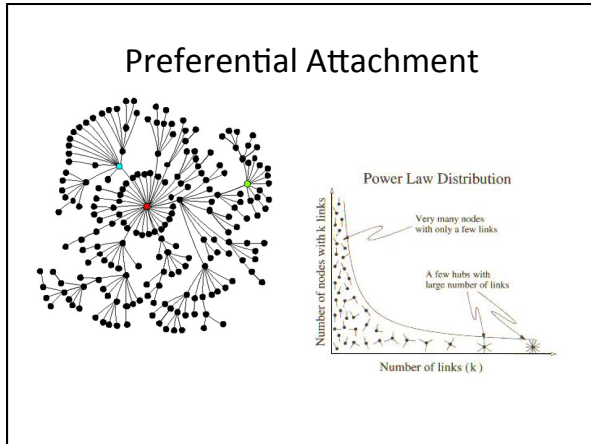 Preferential Attachment
Power Law Distribution
Very many nodes
with only a few links
A few hubs with
large number of links
Number of nodes with k links
Number of links (k)